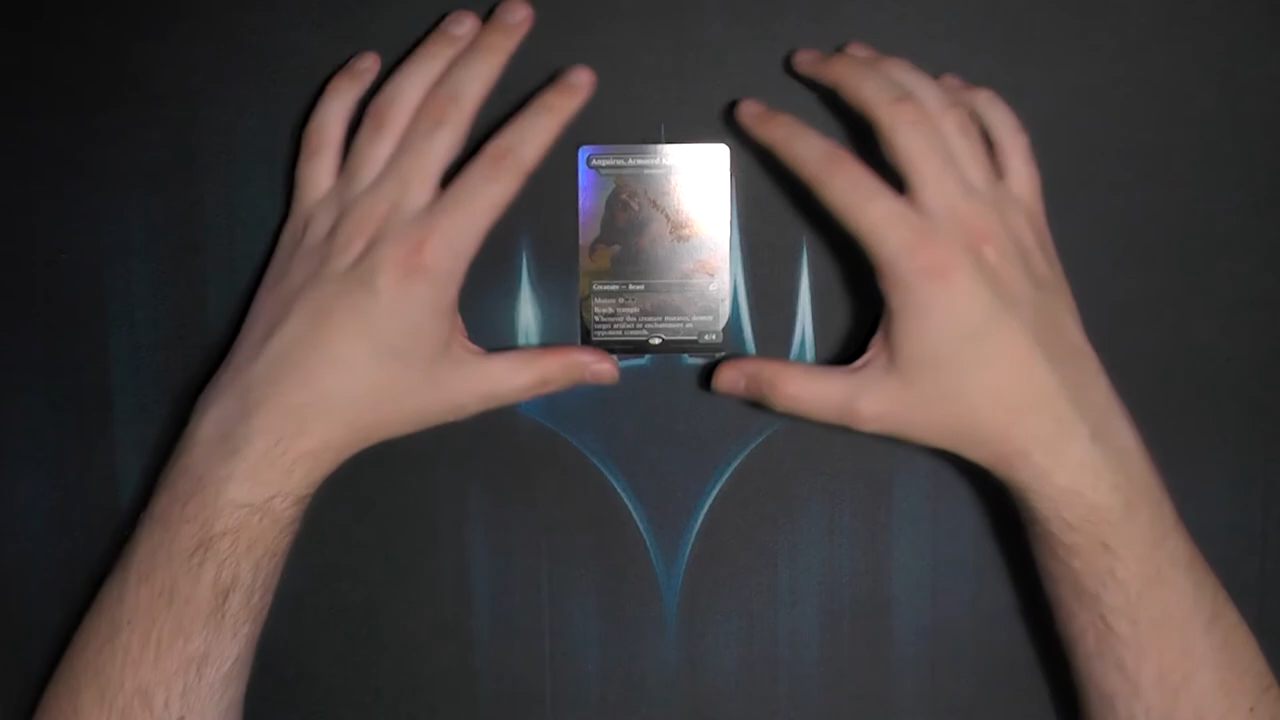 Anguirus, Armored
Creature — Beast
Mutate
Reach, trample
Whenever this creature mutates, destroy
target artifact or enchantment an
opponent controls.
4/4